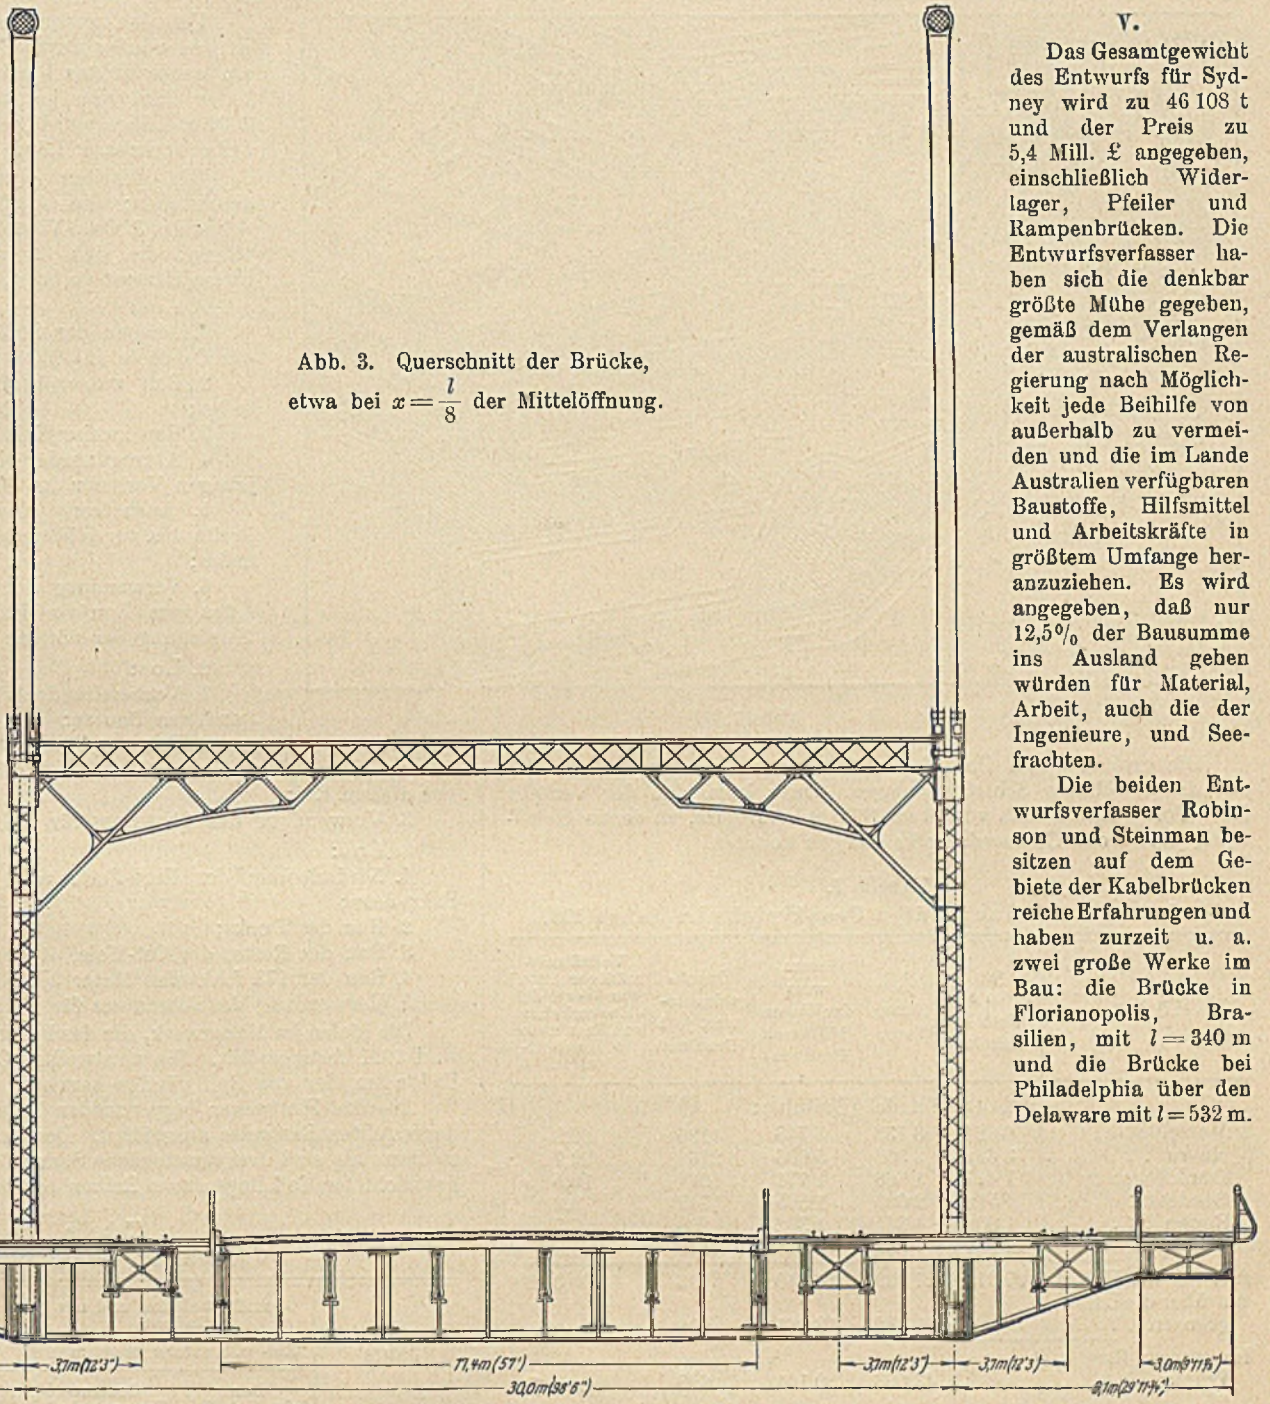 V.
Das Gesamtgewicht
des Entwurfs für Syd-
ney wird zu 46 108 t
und der Preis zu
5,4 Mill. £ angegeben,
einschließlich Wider-
lager, Pfeiler und
Rampenbrücken. Die
Entwurfsverfasser ha-
ben sich die denkbar
größte Mühe gegeben,
gemäß dem Verlangen
der australischen Re-
gierung nach Möglich-
keit jede Beihilfe von
außerhalb zu vermei-
den und die im Lande
Australien verfügbaren
Baustoffe, Hilfsmittel
und Arbeitskräfte in
größtem Umfange her-
anzuziehen. Es wird
angegeben, daß nur
12,5% der Bausumme
ins Ausland gehen
würden für Material,
Arbeit, auch die der
Ingenieure, und See-
frachten.
Die beiden Ent-
wurfsverfasser Robin-
son und Steinman be-
sitzen auf dem Ge-
biete der Kabelbrücken
reiche Erfahrungen und
haben zurzeit u. a.
zwei große Werke im
Bau: die Brücke in
Florianopolis, Bra-
silien, mit l = 340 m
und die Brücke bei
Philadelphia über den
Delaware mit l = 532 m.
Abb. 3. Querschnitt der Brücke,
etwa bei x = l/8 der Mittelöffnung.
3,7m(12'3") 17,4m(57') 3,7m(12'3") 3,7m(12'3) 3,0m
30,0m(98'6") 9,1m